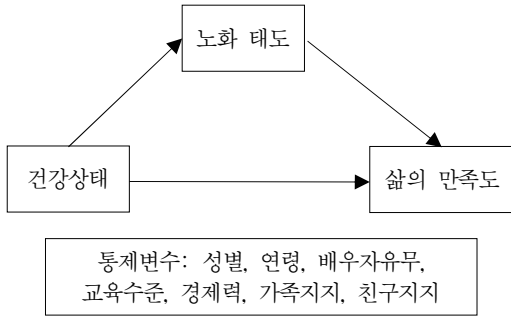 노화 태도
건강상태
삶의 만족도
통제변수: 성별, 연령, 배우자유무,
교육수준, 경제력, 가족지지, 친구지지